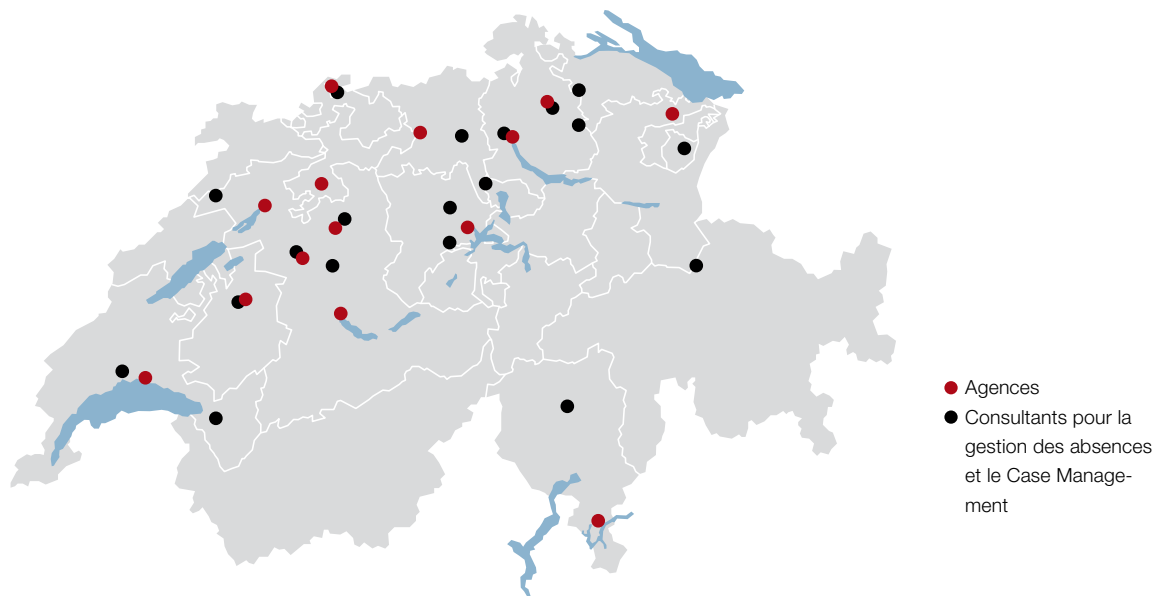 Agences
Consultants pour la
gestion des absences
et le Case Manage-
ment